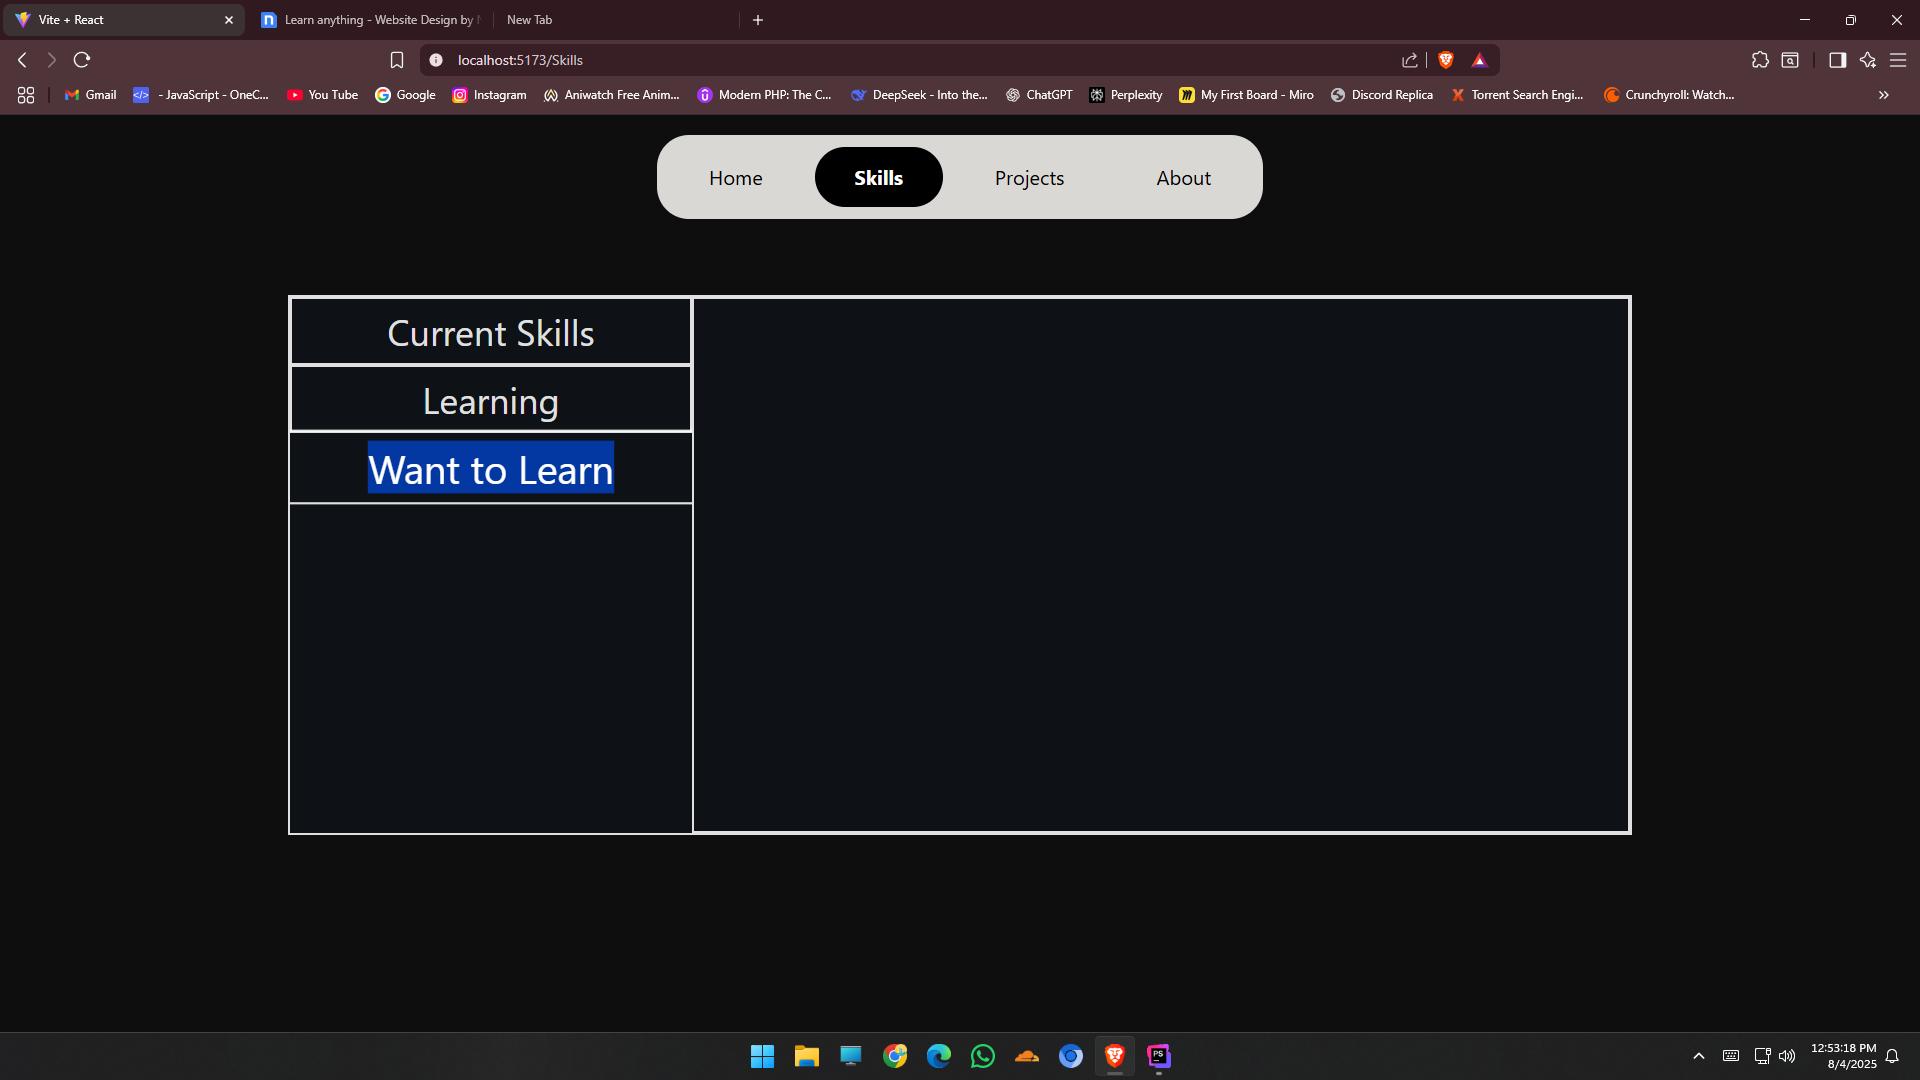 Vite + React
Learn anything - Website Design by
New Tab
localhost:5173/Skills
Gmail
- JavaScript - OneC...
You Tube
Google
Instagram
Aniwatch Free Anim...
Modern PHP: The C...
DeepSeek - Into the...
ChatGPT
Perplexity
My First Board - Miro
Discord Replica
Torrent Search Engi...
Crunchyroll: Watch...
Home
Skills
Projects
About
Current Skills
Learning
Want to Learn
PS
12:53:18 PM
8/4/2025